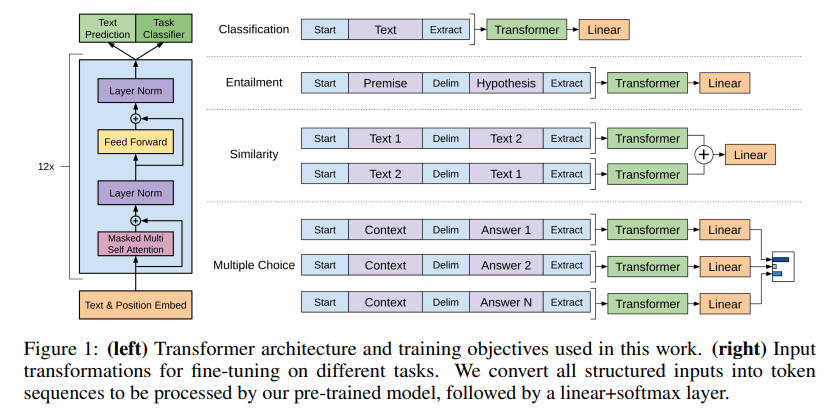 Text
Prediction
Task
Classifier
Layer Norm
Feed Forward
12x
Layer Norm
Masked Multi
Self Attention
Text & Position Embed
Classification
Start Text Extract Transformer Linear
Entailment
Start Premise Delim Hypothesis Extract Transformer Linear
Similarity
Start Text 1 Delim Text 2 Extract Transformer
Start Text 2 Delim Text 1 Extract Transformer
+ Linear
Multiple Choice
Start Context Delim Answer 1 Extract Transformer Linear
Start Context Delim Answer 2 Extract Transformer Linear
Start Context Delim Answer N Extract Transformer Linear
Figure 1: (left) Transformer architecture and training objectives used in this work. (right) Input
transformations for fine-tuning on different tasks. We convert all structured inputs into token
sequences to be processed by our pre-trained model, followed by a linear+softmax layer.